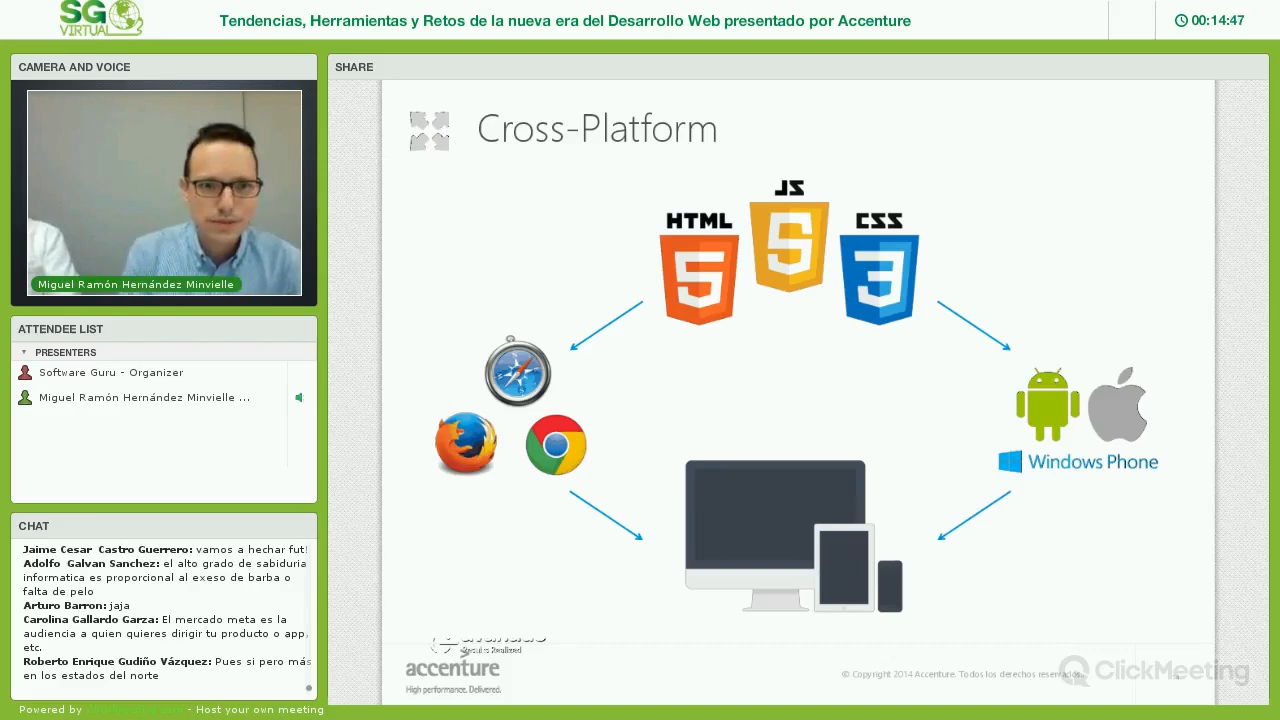 SG
VIRTUAL
Tendencias, Herramientas y Retos de la nueva era del Desarrollo Web presentado por Accenture
00:14:47
CAMERA AND VOICE
Miguel Ramón Hernández Minvielle
ATTENDEE LIST
PRESENTERS
Software Guru - Organizer
Miguel Ramón Hernández Minvielle ...
CHAT
Jaime Cesar Castro Guerrero: vamos a hechar fut!
Adolfo Galvan Sanchez: el alto grado de sabiduria
informatica es proporcional al exeso de barba o
falta de pelo
Arturo Barron: jaja
Carolina Gallardo Garza: El mercado meta es la
audiencia a quien quieres dirigir tu producto o app,
etc.
Roberto Enrique Gudiño Vázquez: Pues si pero más
en los estados del norte
Powered by ClickMeeting.com - Host your own meeting
SHARE
Cross-Platform
JS
HTML
CSS
5
5
3
Windows Phone
Results Realized
accenture
High performance. Delivered.
© Copyright 2014 Accenture. Todos los derechos reservados.
ClickMeeting